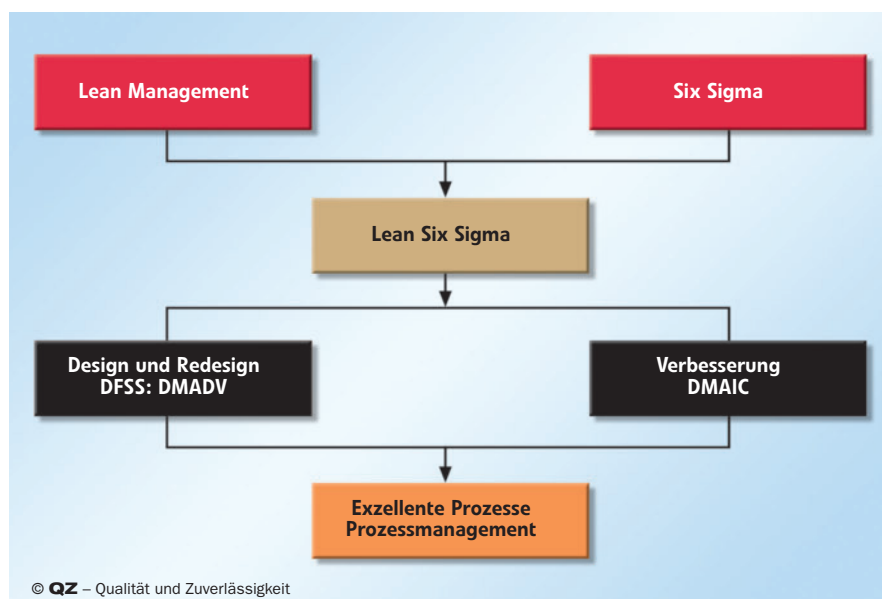 Lean Management
Six Sigma
Lean Six Sigma
Design und Redesign
DFSS: DMADV
Verbesserung
DMAIC
Exzellente Prozesse
Prozessmanagement
© QZ – Qualität und Zuverlässigkeit